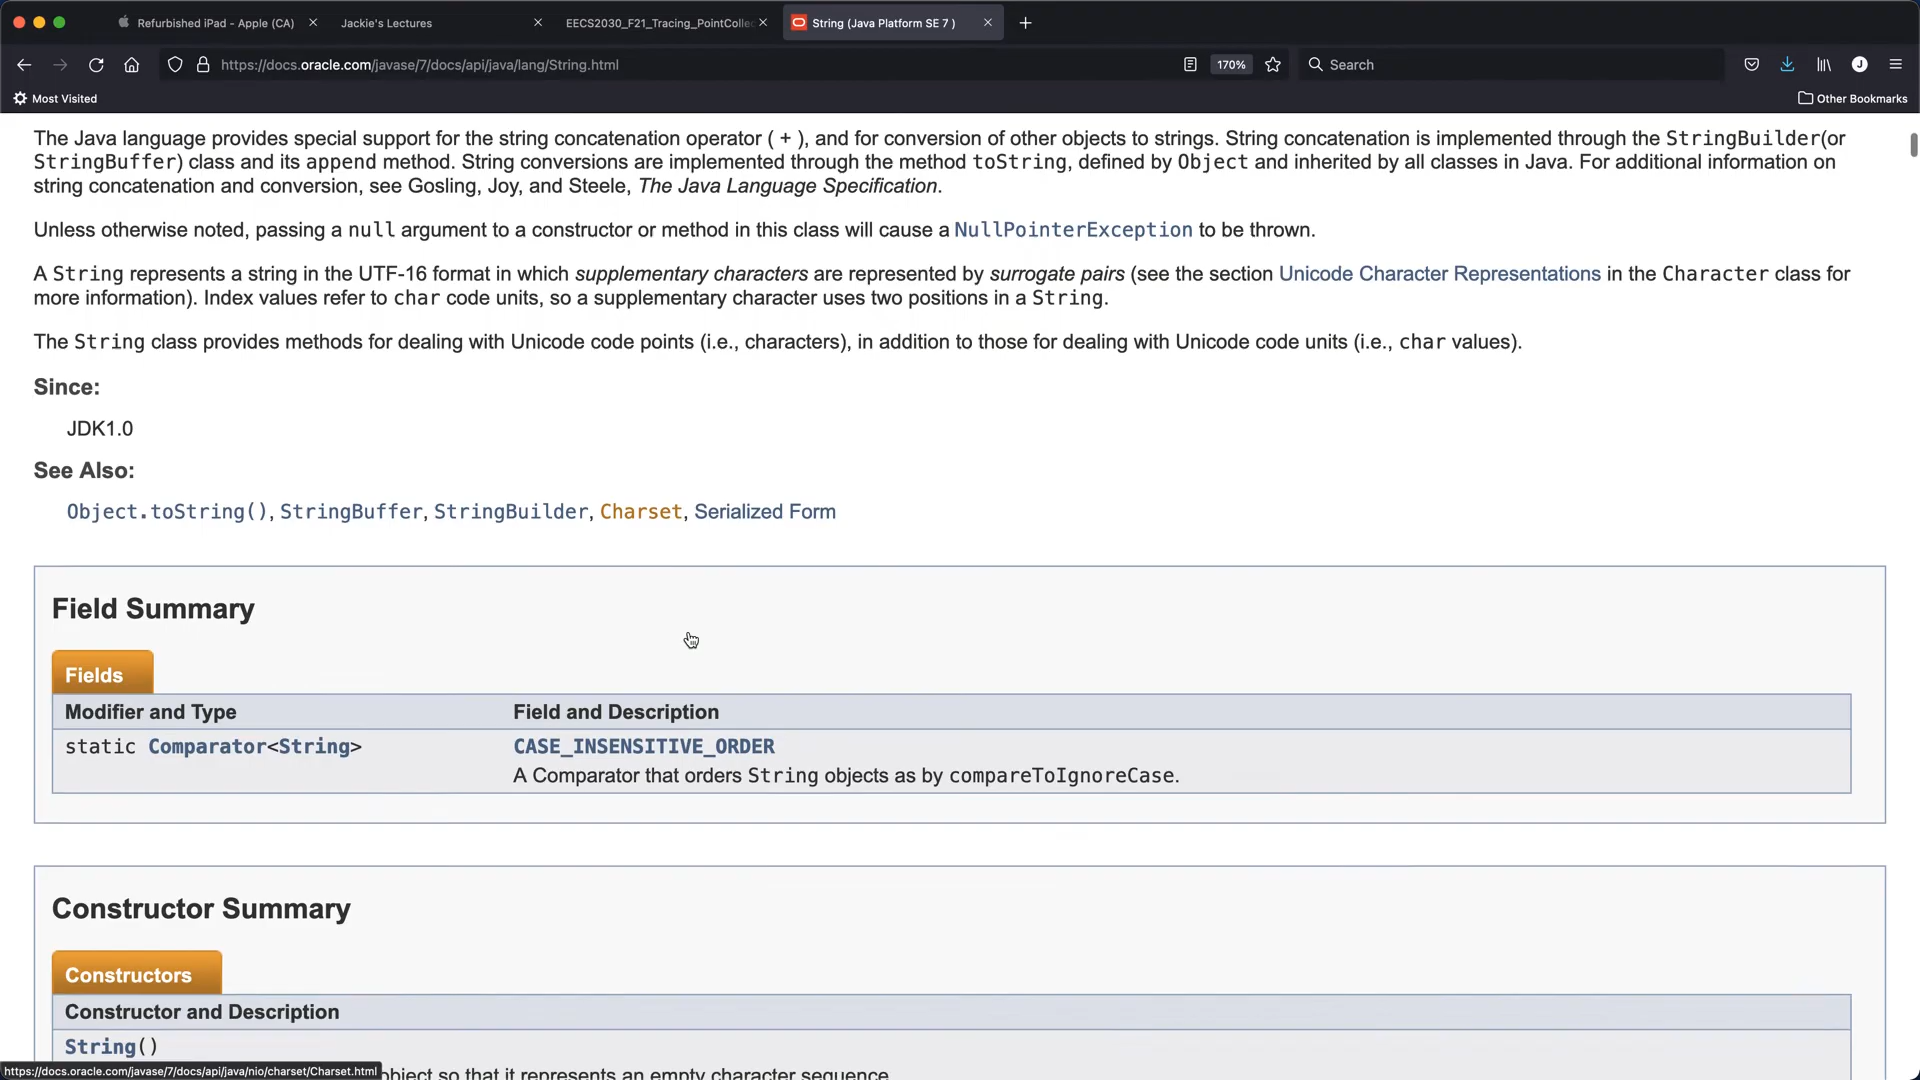 Refurbished iPad - Apple (CA)
Jackie's Lectures
EECS2030_F21_Tracing_PointColle
String (Java Platform SE 7 )
https://docs.oracle.com/javase/7/docs/api/java/lang/String.html
170%
Search
J
Most Visited
Other Bookmarks
The Java language provides special support for the string concatenation operator ( + ), and for conversion of other objects to strings. String concatenation is implemented through the StringBuilder(or
StringBuffer) class and its append method. String conversions are implemented through the method toString, defined by Object and inherited by all classes in Java. For additional information on
string concatenation and conversion, see Gosling, Joy, and Steele, The Java Language Specification.
Unless otherwise noted, passing a null argument to a constructor or method in this class will cause a NullPointerException to be thrown.
A String represents a string in the UTF-16 format in which supplementary characters are represented by surrogate pairs (see the section Unicode Character Representations in the Character class for
more information). Index values refer to char code units, so a supplementary character uses two positions in a String.
The String class provides methods for dealing with Unicode code points (i.e., characters), in addition to those for dealing with Unicode code units (i.e., char values).
Since:
JDK1.0
See Also:
Object.toString(), StringBuffer, StringBuilder, Charset, Serialized Form
Field Summary
Fields
Modifier and Type
Field and Description
static Comparator<String>
CASE_INSENSITIVE_ORDER
A Comparator that orders String objects as by compareToIgnoreCase.
Constructor Summary
Constructors
Constructor and Description
String()
https://docs.oracle.com/javase/7/docs/api/java/nio/charset/Charset.html
object so that it represents an empty character sequence.